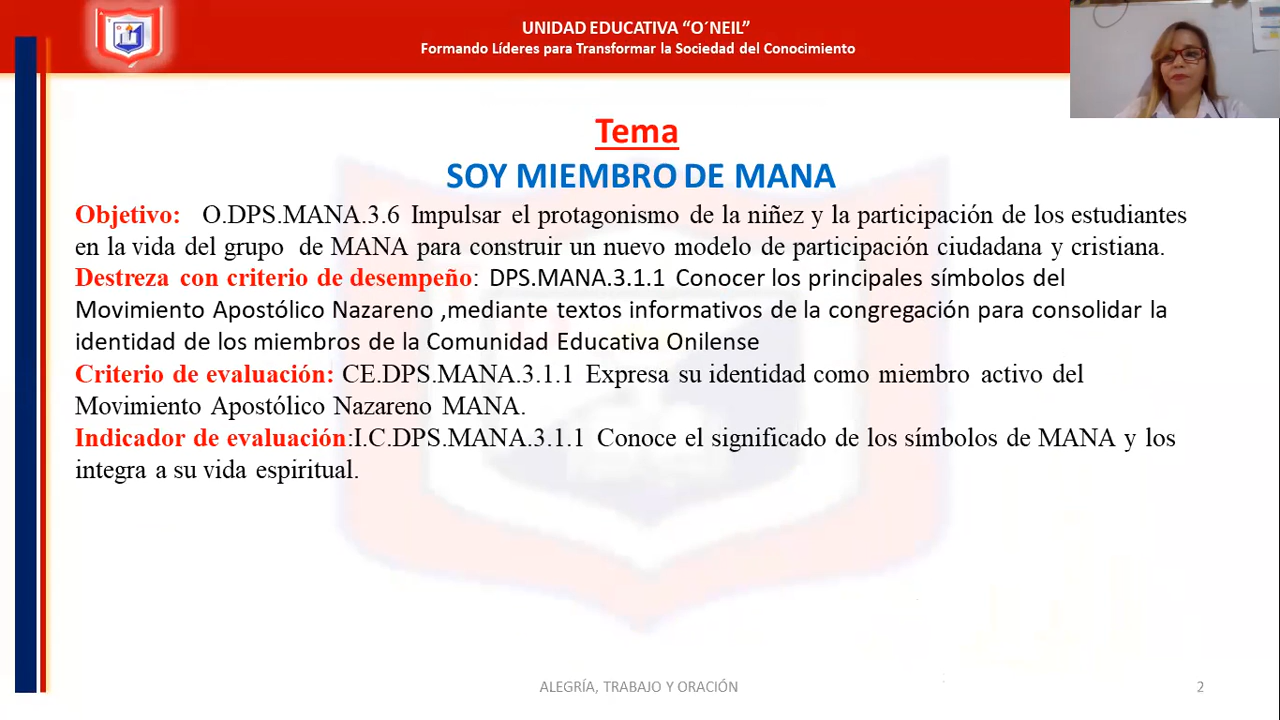 UNIDAD EDUCATIVA “O´NEIL”
Formando Líderes para Transformar la Sociedad del Conocimiento
Tema
SOY MIEMBRO DE MANA
Objetivo: O.DPS.MANA.3.6 Impulsar el protagonismo de la niñez y la participación de los estudiantes
en la vida del grupo de MANA para construir un nuevo modelo de participación ciudadana y cristiana.
Destreza con criterio de desempeño: DPS.MANA.3.1.1 Conocer los principales símbolos del
Movimiento Apostólico Nazareno ,mediante textos informativos de la congregación para consolidar la
identidad de los miembros de la Comunidad Educativa Onilense
Criterio de evaluación: CE.DPS.MANA.3.1.1 Expresa su identidad como miembro activo del
Movimiento Apostólico Nazareno MANA.
Indicador de evaluación:I.C.DPS.MANA.3.1.1 Conoce el significado de los símbolos de MANA y los
integra a su vida espiritual.
ALEGRÍA, TRABAJO Y ORACIÓN
2